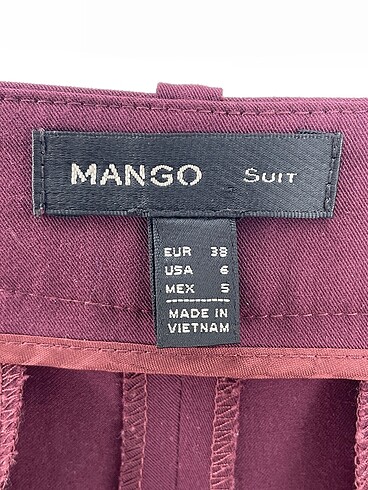 MANGO SUIT
EUR 38
USA 6
MEX 5
MADE IN
VIETNAM